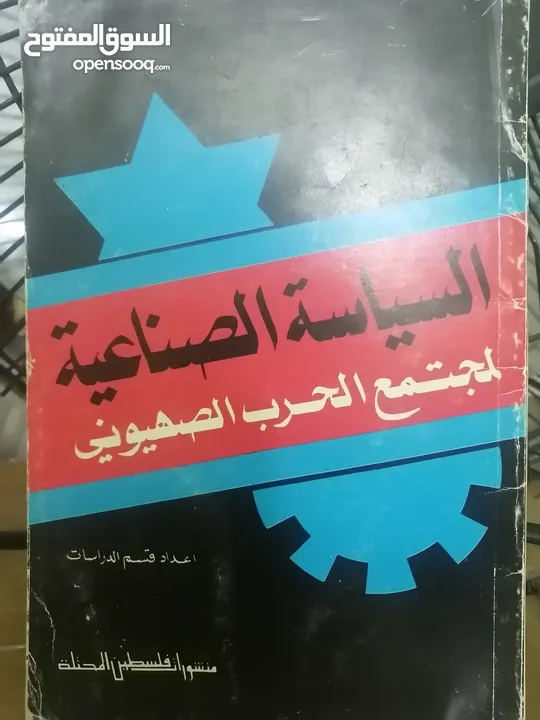 السوق المفتوح
opensooq.com
السياسة الصناعية
لمجتمع الحرب الصهيوني
اعداد قسم الدراسات
منشورات فلسطين المحتلة